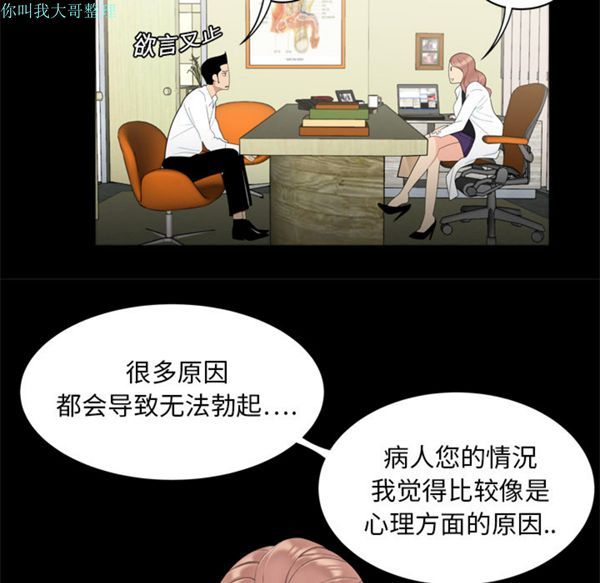 你叫我大哥整理
欲言又止
很多原因
都会导致无法勃起....
病人您的情况
我觉得比较像是
心理方面的原因..